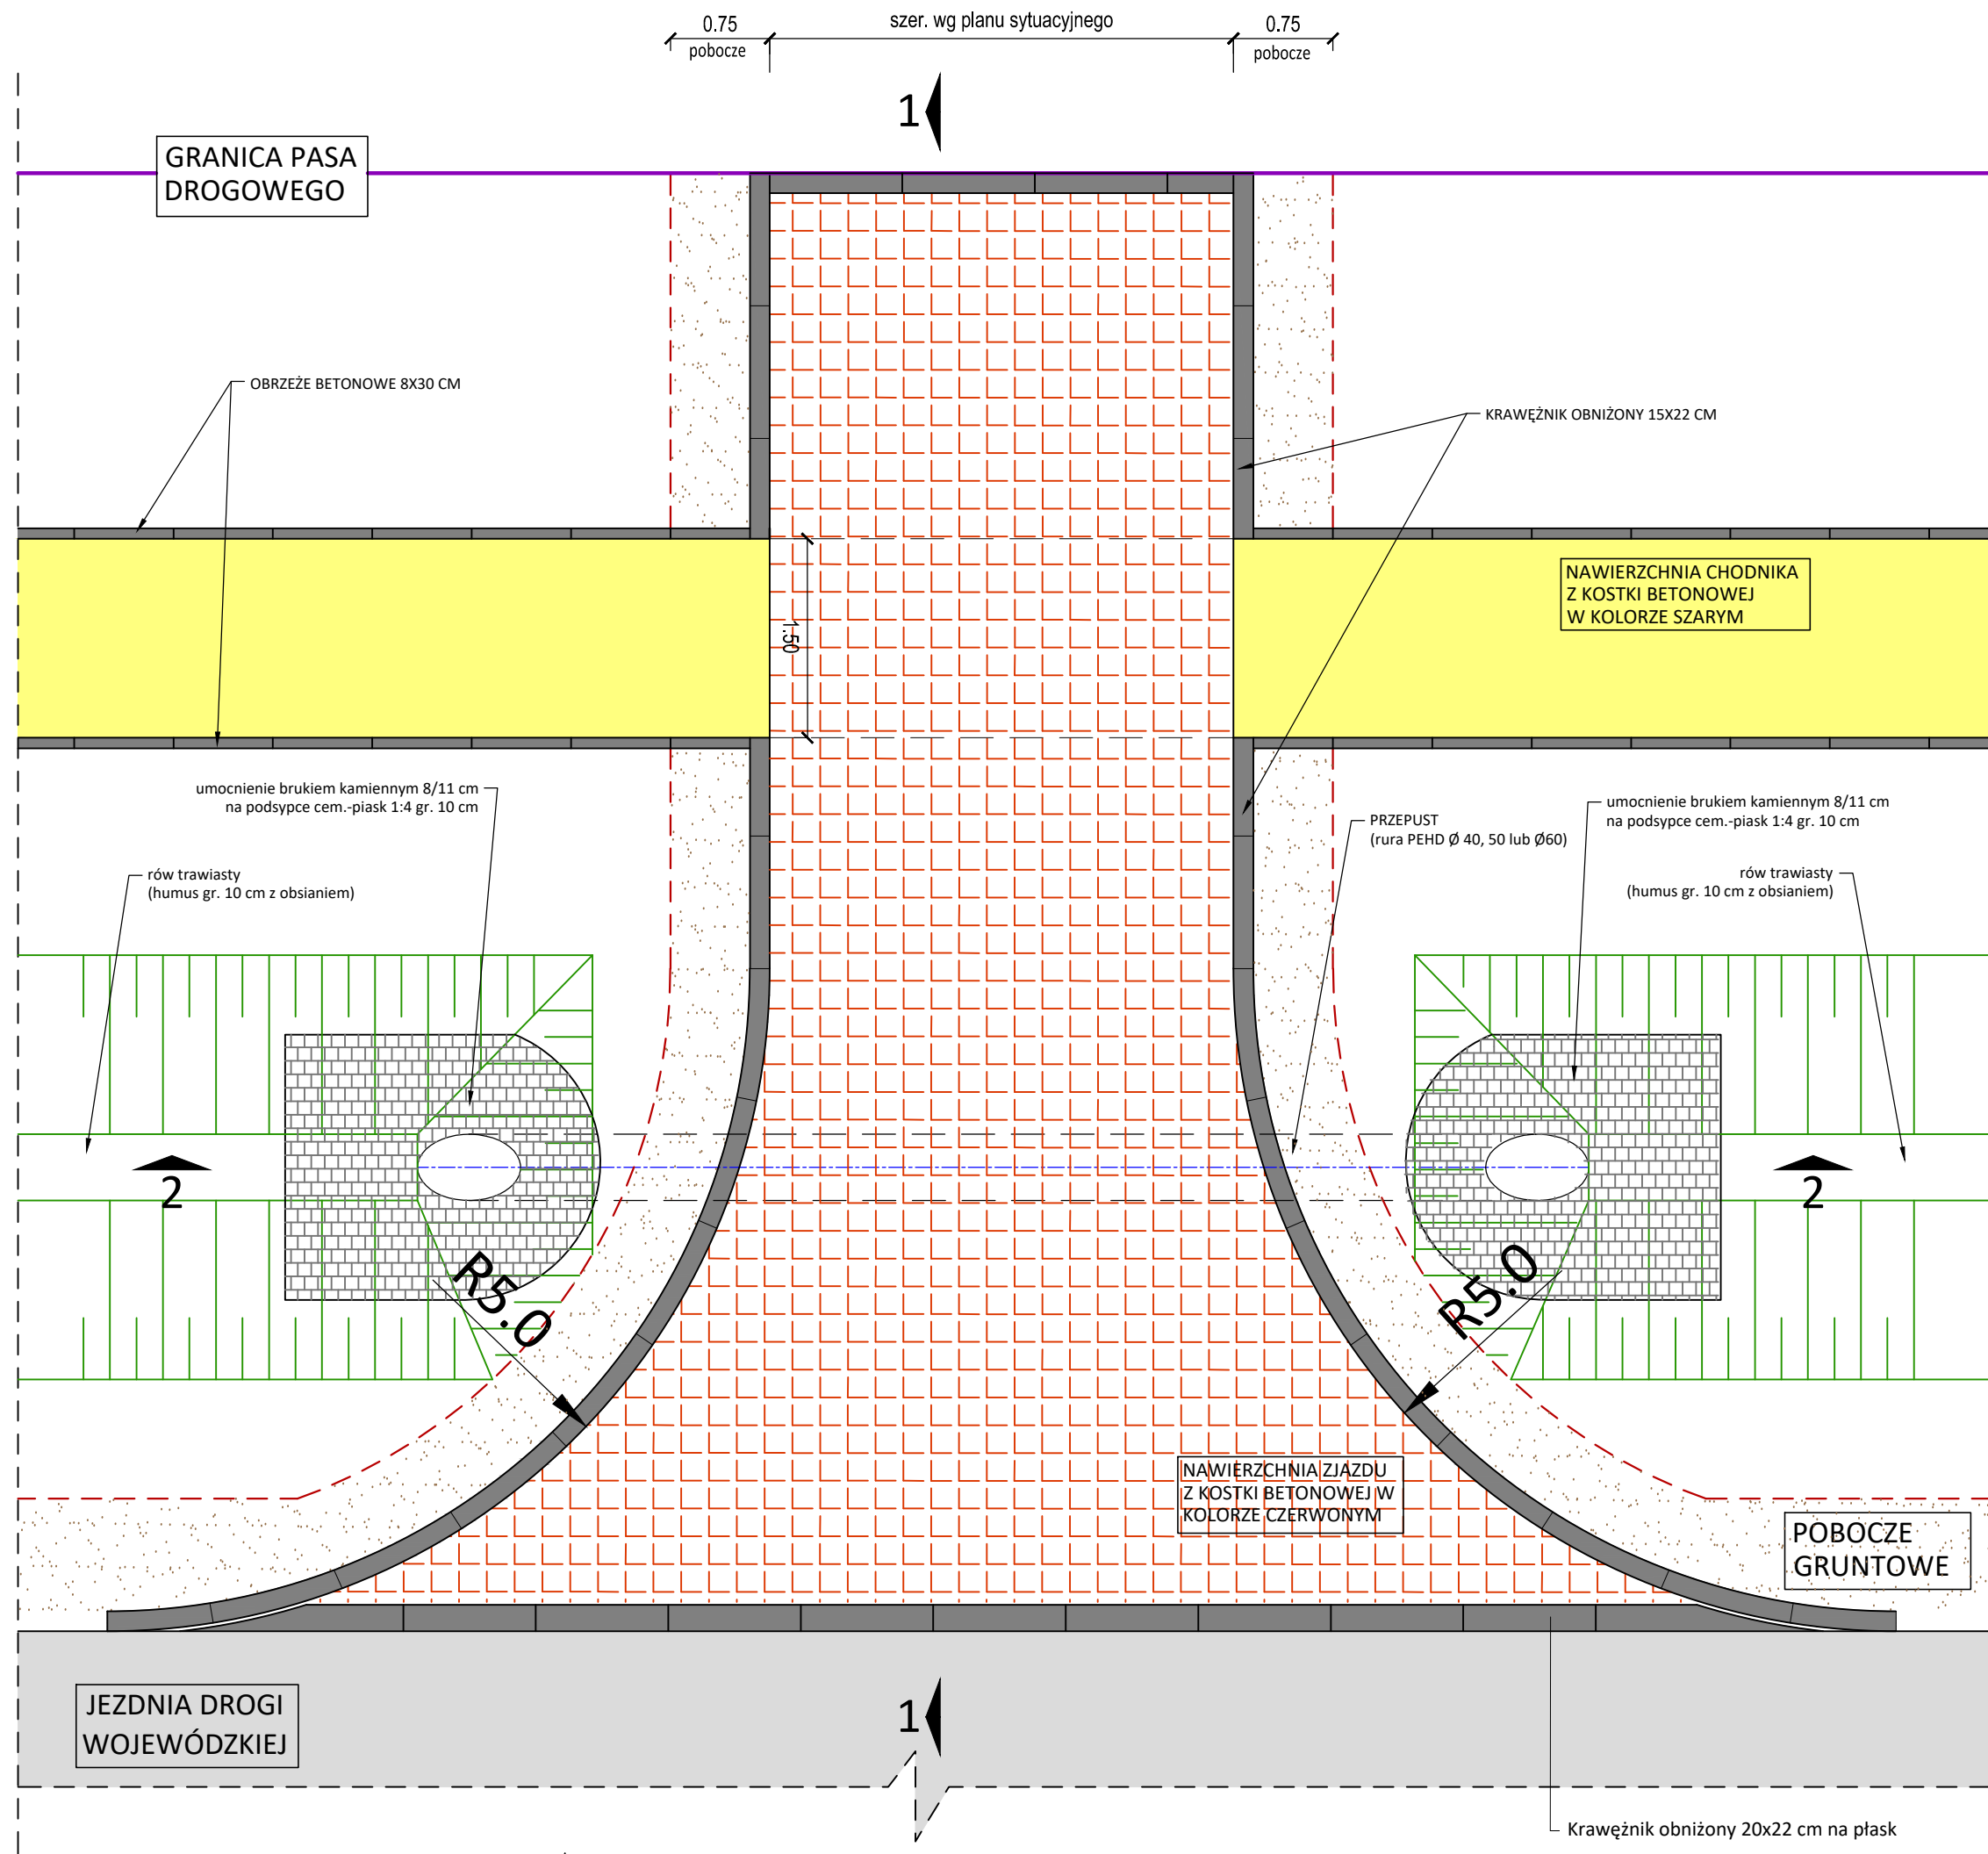 0.75
pobocze
szer. wg planu sytuacyjnego
0.75
pobocze
1
GRANICA PASA
DROGOWEGO
OBRZEŻE BETONOWE 8X30 CM
KRAWĘŻNIK OBNIŻONY 15X22 CM
NAWIERZCHNIA CHODNIKA
Z KOSTKI BETONOWEJ
W KOLORZE SZARYM
1.50
umocnienie brukiem kamiennym 8/11 cm
na podsypce cem.-piask 1:4 gr. 10 cm
rów trawiasty
(humus gr. 10 cm z obsianiem)
PRZEPUST
(rura PEHD Ø 40, 50 lub Ø60)
umocnienie brukiem kamiennym 8/11 cm
na podsypce cem.-piask 1:4 gr. 10 cm
rów trawiasty
(humus gr. 10 cm z obsianiem)
2
2
R5.0
R5.0
NAWIERZCHNIA ZJAZDU
Z KOSTKI BETONOWEJ W
KOLORZE CZERWONYM
POBOCZE
GRUNTOWE
JEZDNIA DROGI
WOJEWÓDZKIEJ
1
Krawężnik obniżony 20x22 cm na płask